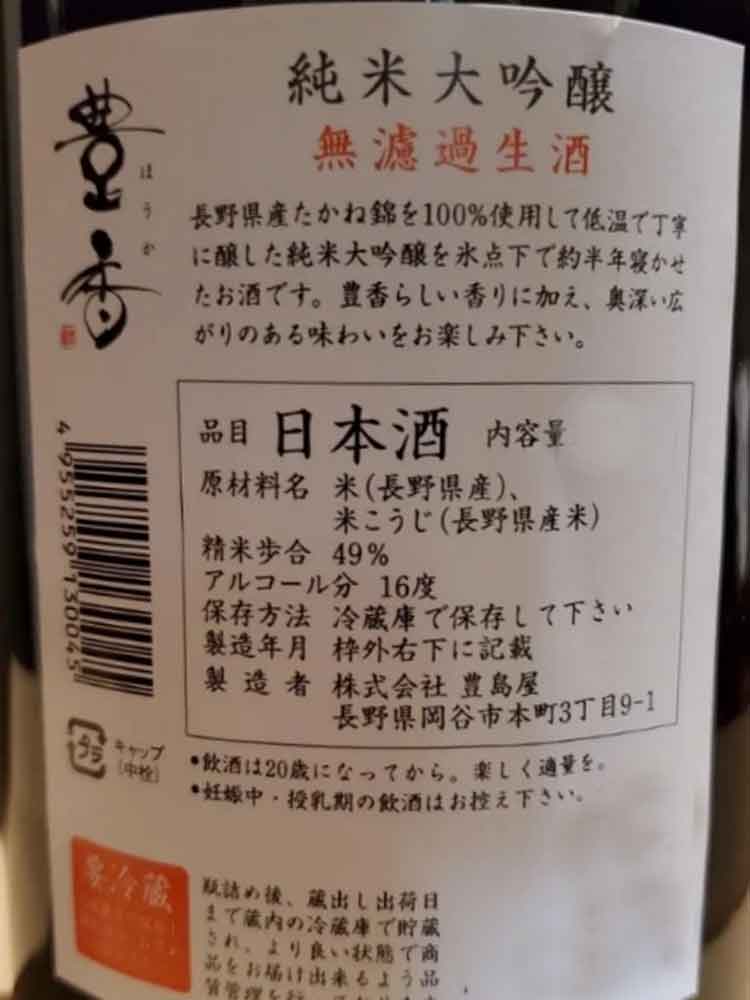 純米大吟醸
無濾過生酒
豊香
ほうか
長野県産たかね錦を100%使用して低温で丁寧
に醸した純米大吟醸を氷点下で約半年寝かせ
たお酒です。豊香らしい香りに加え、奥深い広
がりのある味わいをお楽しみ下さい。
品目 日本酒 内容量
原材料名 米(長野県産)、
米こうじ(長野県産米)
精米歩合 49%
アルコール分 16度
保存方法 冷蔵庫で保存して下さい
製造年月 枠外右下に記載
製造者 株式会社 豊島屋
長野県岡谷市本町3丁目9-1
4955259130045
プラ
キャップ
(中栓)
•飲酒は20歳になってから。楽しく適量を。
•妊娠中・授乳期の飲酒はお控え下さい。
要冷蔵
瓶詰め後、蔵出し出荷日
まで蔵内の冷蔵庫で貯蔵
され、より良い状態で商
品をお届け出来るよう品
質管理を行